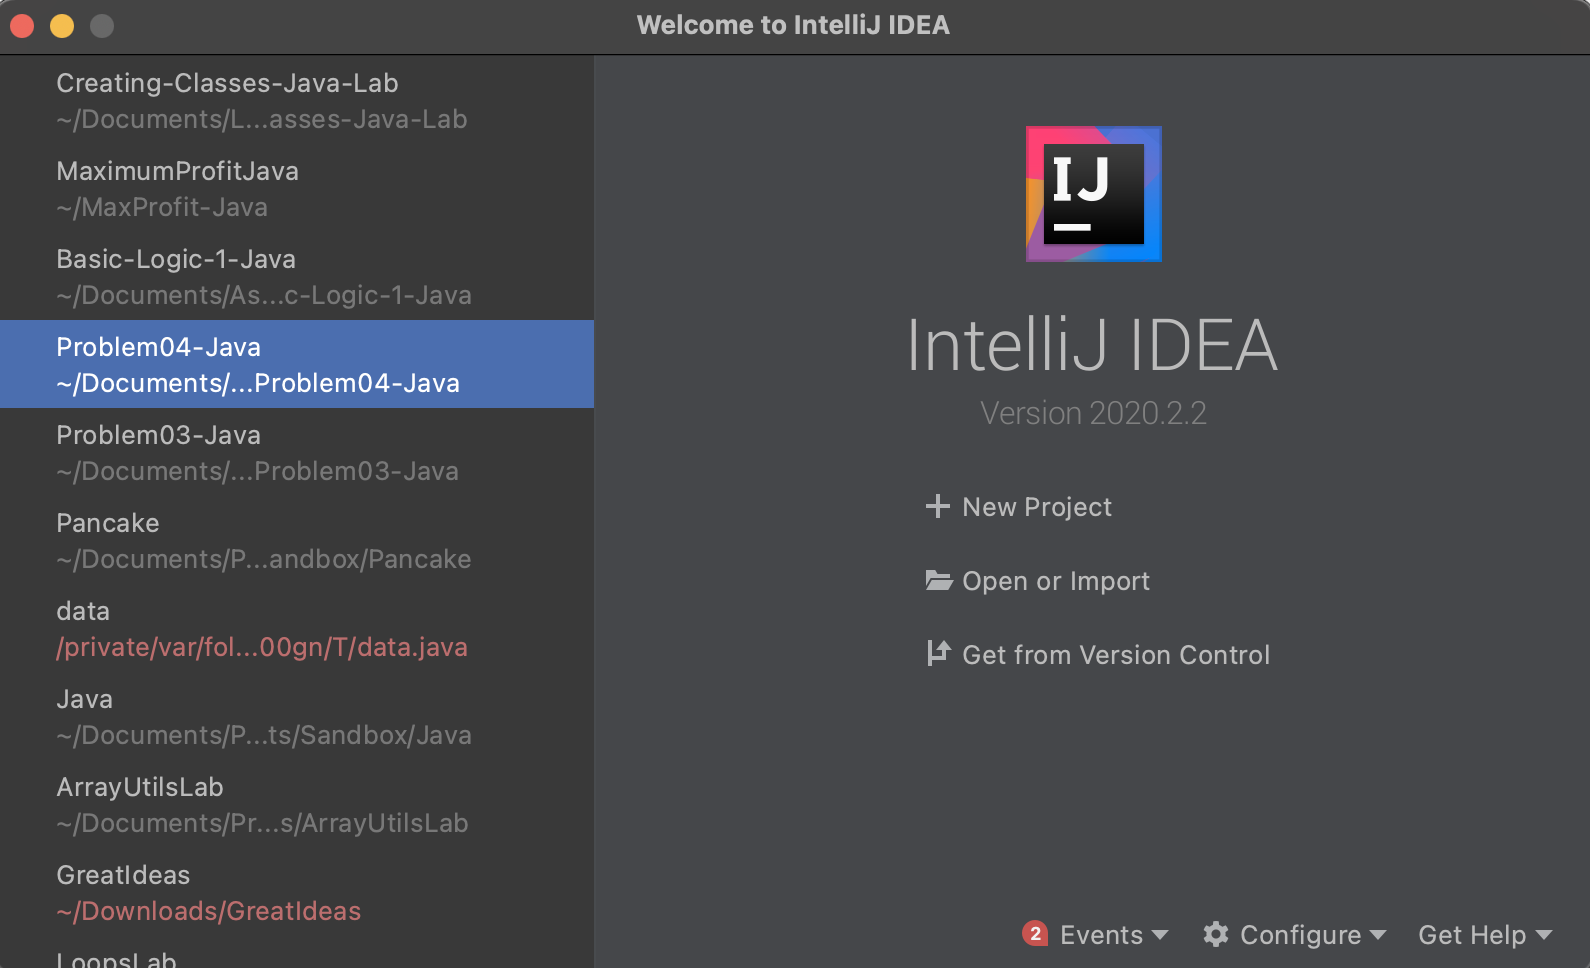 Welcome to IntelliJ IDEA
Creating-Classes-Java-Lab
~/Documents/L...asses-Java-Lab
MaximumProfitJava
~/MaxProfit-Java
Basic-Logic-1-Java
~/Documents/As...c-Logic-1-Java
Problem04-Java
~/Documents/...Problem04-Java
Problem03-Java
~/Documents/...Problem03-Java
Pancake
~/Documents/P...andbox/Pancake
data
/private/var/fol...00gn/T/data.java
Java
~/Documents/P...ts/Sandbox/Java
ArrayUtilsLab
~/Documents/Pr...s/ArrayUtilsLab
GreatIdeas
~/Downloads/GreatIdeas
LoopsLab
IJ
IntelliJ IDEA
Version 2020.2.2
New Project
Open or Import
Get from Version Control
2 Events Configure Get Help